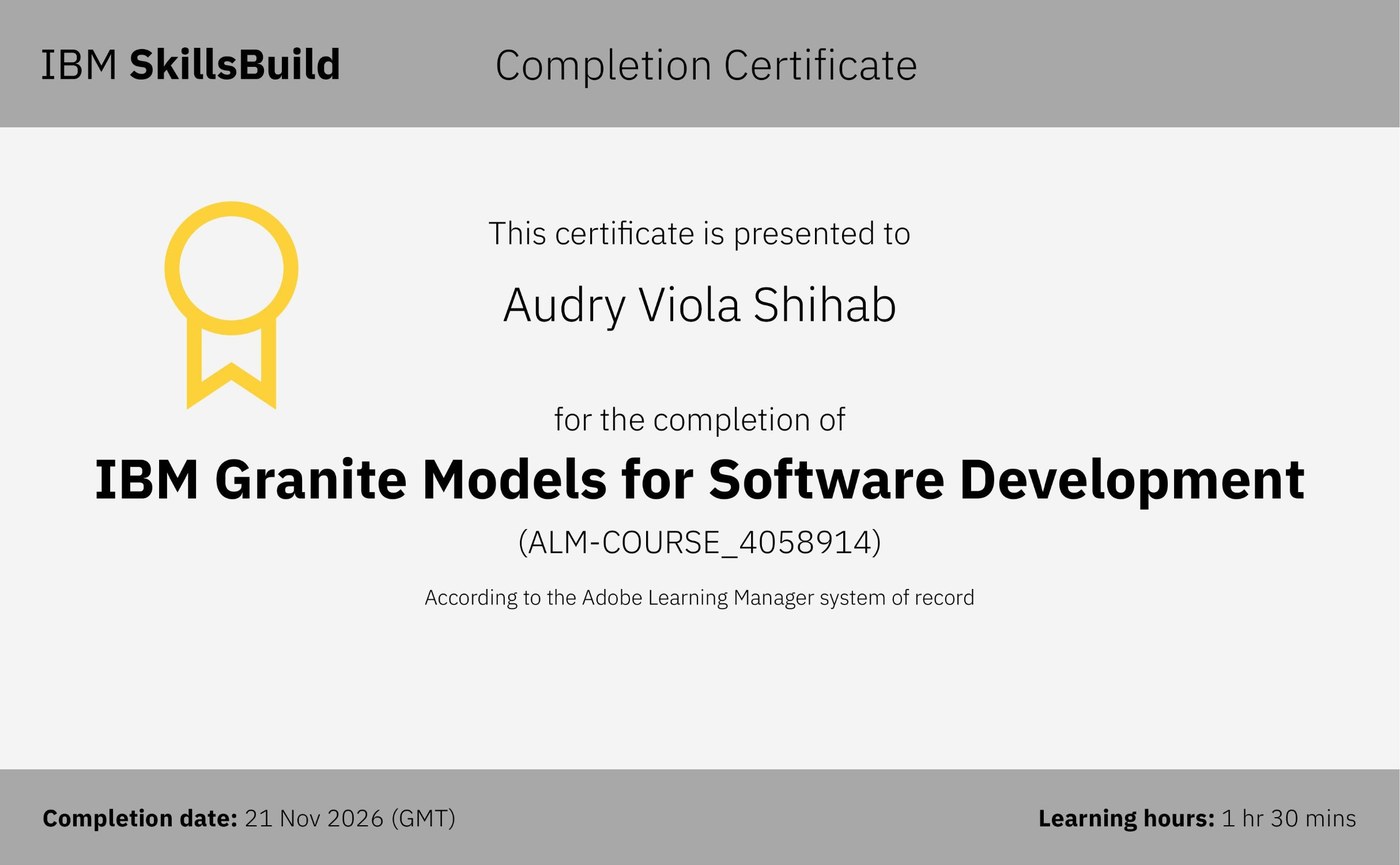 IBM SkillsBuild
Completion Certificate
This certificate is presented to
Audry Viola Shihab
for the completion of
IBM Granite Models for Software Development
(ALM-COURSE_4058914)
According to the Adobe Learning Manager system of record
Completion date: 21 Nov 2026 (GMT)
Learning hours: 1 hr 30 mins